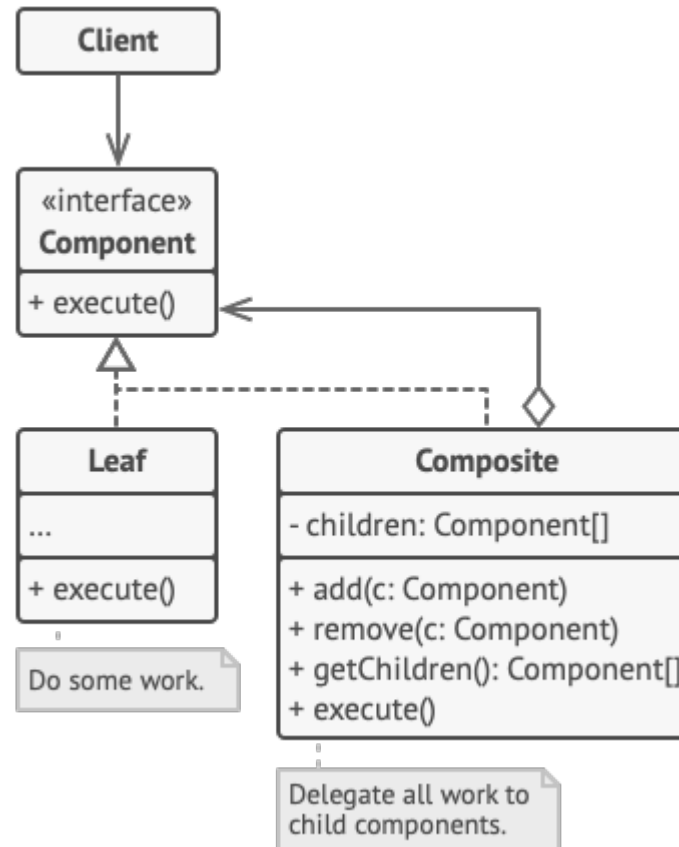 Client
«interface»
Component
+ execute()
Leaf
...
+ execute()
Do some work.
Composite
- children: Component[]
+ add(c: Component)
+ remove(c: Component)
+ getChildren(): Component[]
+ execute()
Delegate all work to
child components.